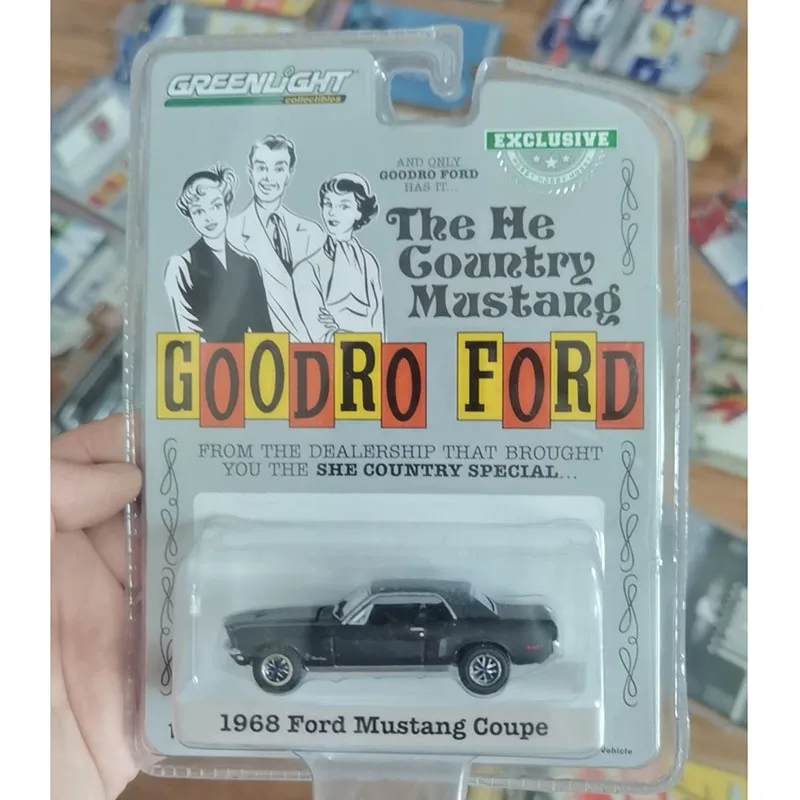 GREENLiGHT
collectibles
EXCLUSIVE
AND ONLY
GOODRO FORD
HAS IT...
The He
Country
Mustang
GOODRO FORD
FROM THE DEALERSHIP THAT BROUGHT
YOU THE SHE COUNTRY SPECIAL...
1968 Ford Mustang Coupe
Vehicle